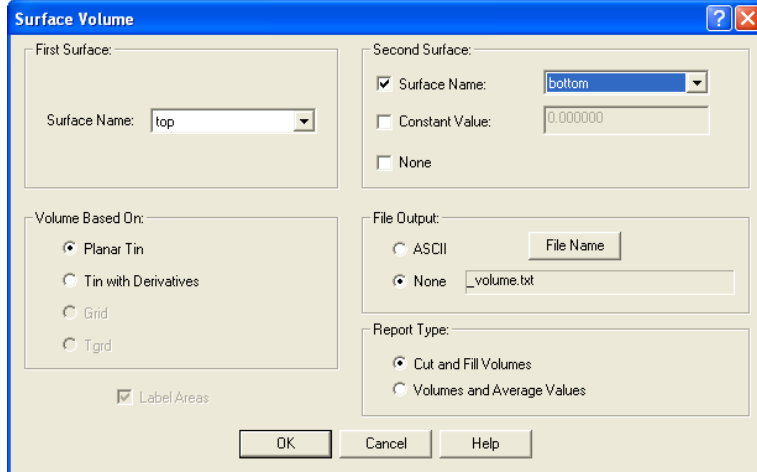 Surface Volume
First Surface:
Surface Name: top
Second Surface:
Surface Name: bottom
Constant Value: 0.000000
None
Volume Based On:
Planar Tin
Tin with Derivatives
Grid
Tgrd
Label Areas
File Output:
ASCII File Name
None _volume.txt
Report Type:
Cut and Fill Volumes
Volumes and Average Values
OK Cancel Help